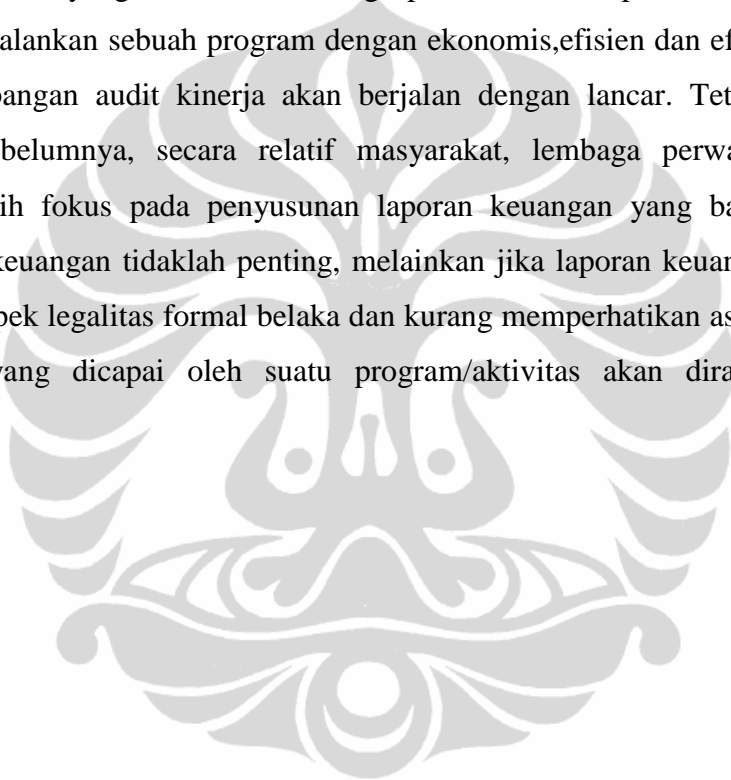 alankan sebuah program dengan ekonomis,efisien dan ef
bangan audit kinerja akan berjalan dengan lancar. Tet
belumnya, secara relatif masyarakat, lembaga perwa
ih fokus pada penyusunan laporan keuangan yang ba
keuangan tidaklah penting, melainkan jika laporan keuan
pek legalitas formal belaka dan kurang memperhatikan as
yang dicapai oleh suatu program/aktivitas akan dira